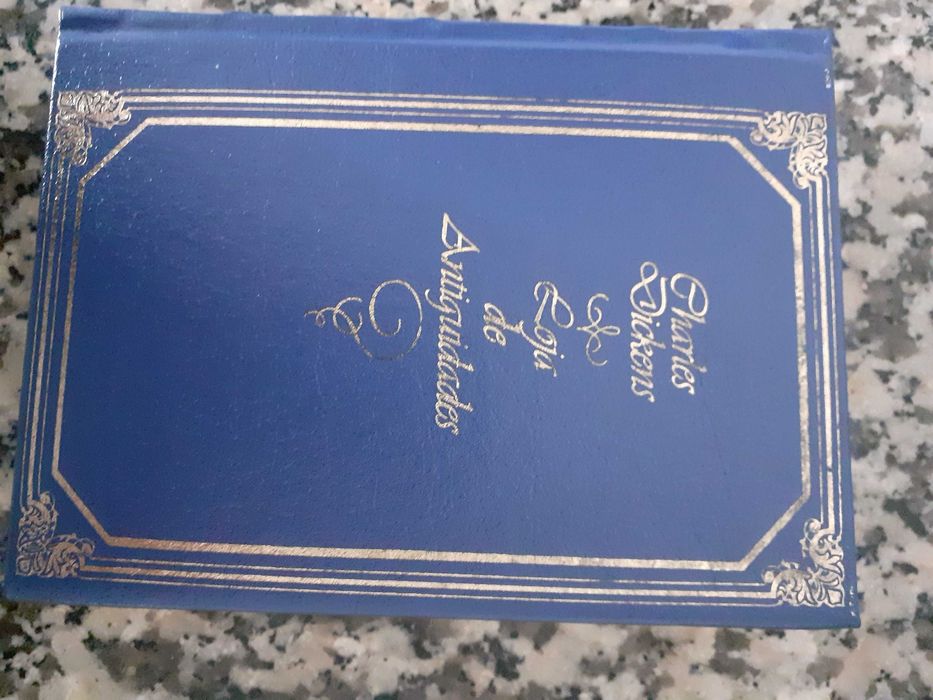 Charles
Dickens
Loja
de
Antiguidades